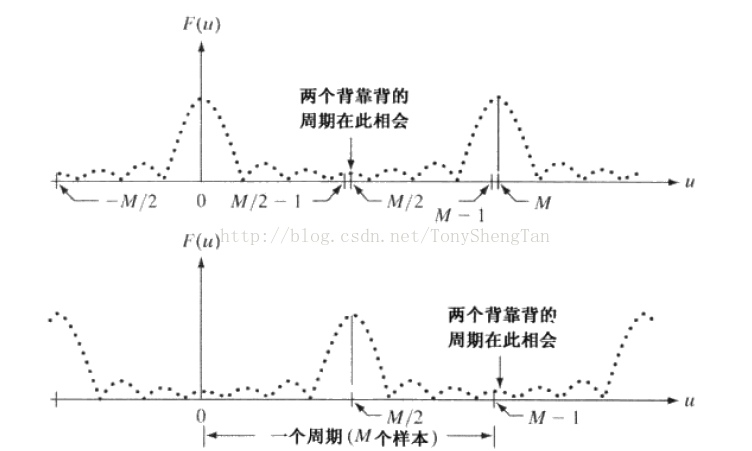 F(u)
两个背靠背的
周期在此相会
u
-M/2
0
M/2 - 1
M/2
M - 1
M
http://blog.csdn.net/TonyShengTan
F(u)
两个背靠背的
周期在此相会
u
0
M/2
M - 1
一个周期(M个样本)